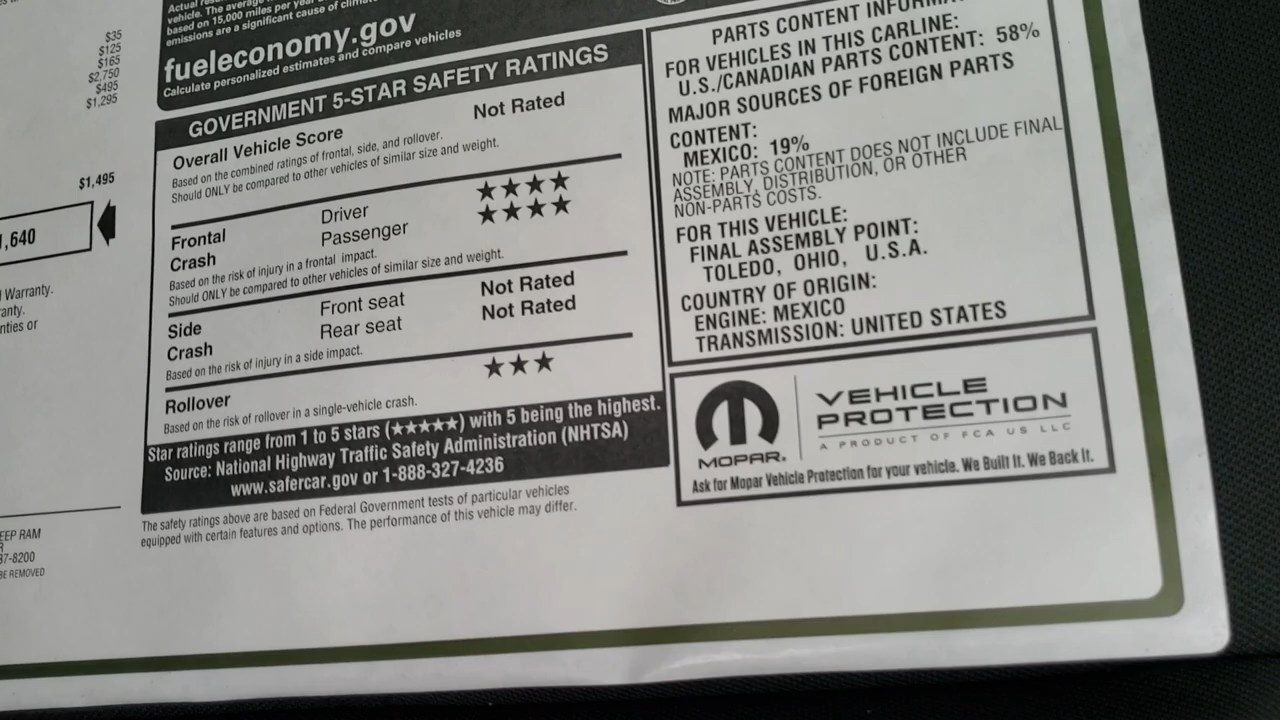 $35
$125
$165
$2,750
$495
$1,295
$1,495
,640
Warranty.
anty.
nties or
EEP RAM
R
37-8200
BE REMOVED
vehicle. The average
based on 15,000 miles per year
emissions are a significant cause of
fueleconomy.gov
Calculate personalized estimates and compare vehicles
GOVERNMENT 5-STAR SAFETY RATINGS
Overall Vehicle Score Not Rated
Based on the combined ratings of frontal, side, and rollover.
Should ONLY be compared to other vehicles of similar size and weight.
Frontal Driver ★★★★
Crash Passenger ★★★★
Based on the risk of injury in a frontal impact.
Should ONLY be compared to other vehicles of similar size and weight.
Side Front seat Not Rated
Crash Rear seat Not Rated
Based on the risk of injury in a side impact.
Rollover ★★★
Based on the risk of rollover in a single-vehicle crash.
Star ratings range from 1 to 5 stars (★★★★★) with 5 being the highest.
Source: National Highway Traffic Safety Administration (NHTSA)
www.safercar.gov or 1-888-327-4236
The safety ratings above are based on Federal Government tests of particular vehicles
equipped with certain features and options. The performance of this vehicle may differ.
PARTS CONTENT
FOR VEHICLES IN THIS CARLINE:
U.S./CANADIAN PARTS CONTENT: 58%
MAJOR SOURCES OF FOREIGN PARTS
CONTENT:
MEXICO: 19%
NOTE: PARTS CONTENT DOES NOT INCLUDE FINAL
ASSEMBLY, DISTRIBUTION, OR OTHER
NON-PARTS COSTS.
FOR THIS VEHICLE:
FINAL ASSEMBLY POINT:
TOLEDO, OHIO, U.S.A.
COUNTRY OF ORIGIN:
ENGINE: MEXICO
TRANSMISSION: UNITED STATES
MOPAR®
VEHICLE
PROTECTION
A PRODUCT OF FCA US LLC
Ask for Mopar Vehicle Protection for your vehicle. We Built It. We Back It.